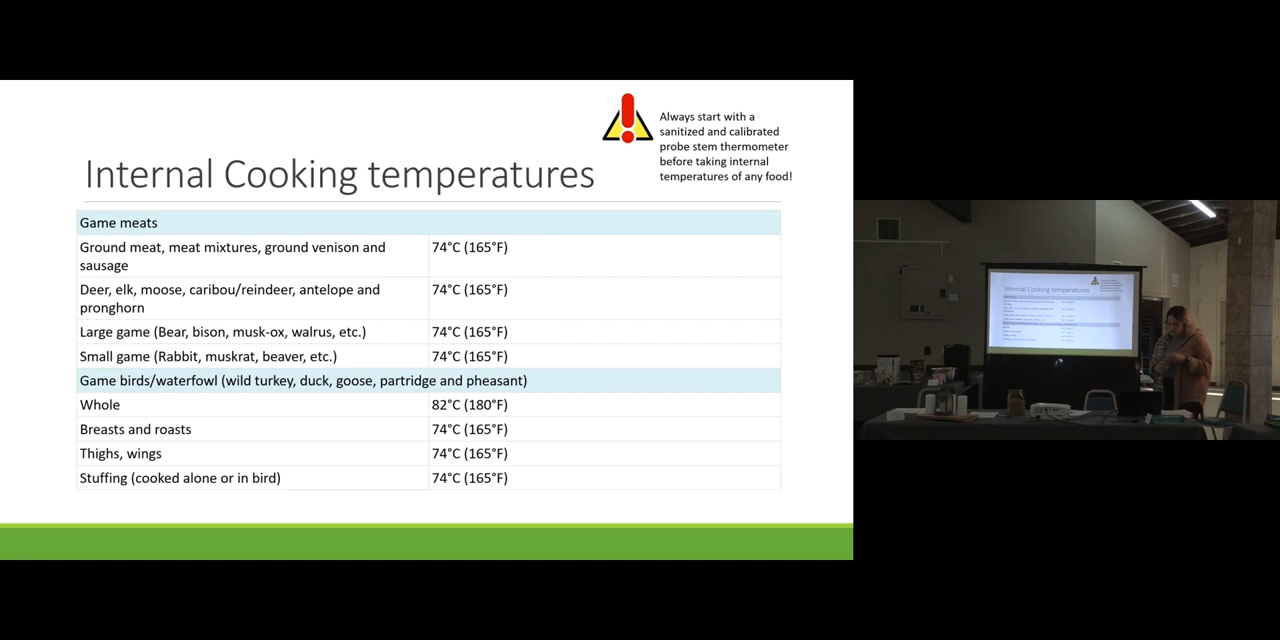 Always start with a
sanitized and calibrated
probe stem thermometer
before taking internal
temperatures of any food!
Internal Cooking temperatures
Game meats
Ground meat, meat mixtures, ground venison and
sausage
74°C (165°F)
Deer, elk, moose, caribou/reindeer, antelope and
pronghorn
74°C (165°F)
Large game (Bear, bison, musk-ox, walrus, etc.) 74°C (165°F)
Small game (Rabbit, muskrat, beaver, etc.) 74°C (165°F)
Game birds/waterfowl (wild turkey, duck, goose, partridge and pheasant)
Whole 82°C (180°F)
Breasts and roasts 74°C (165°F)
Thighs, wings 74°C (165°F)
Stuffing (cooked alone or in bird) 74°C (165°F)
Internal Cooking temperatures